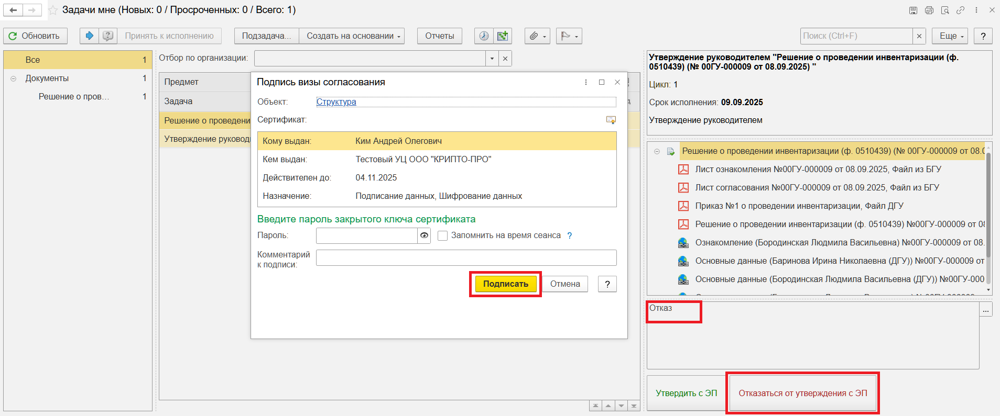 Задачи мне (Новых: 0 / Просроченных: 0 / Всего: 1)
Обновить
Принять к исполнению
Подзадача...
Создать на основании
Отчеты
Поиск (Ctrl+F)
Еще
?
Все 1
Документы 1
Решение о пров... 1
Отбор по организации:
Предмет
Задача
Решение о проведени
Утверждение руковод
Подпись визы согласования
Объект: Структура
Сертификат:
Кому выдан: Ким Андрей Олегович
Кем выдан: Тестовый УЦ ООО "КРИПТО-ПРО"
Действителен до: 04.11.2025
Назначение: Подписание данных, Шифрование данных
Введите пароль закрытого ключа сертификата
Пароль:
Запомнить на время сеанса ?
Комментарий
к подписи:
Подписать
Отмена
?
Утверждение руководителем "Решение о проведении инвентаризации (ф.
0510439) (№ 00ГУ-000009 от 08.09.2025) "
Цикл: 1
Срок исполнения: 09.09.2025
Утверждение руководителем
Решение о проведении инвентаризации (ф. 0510439) (№ 00ГУ-000009 от 08.0
Лист ознакомления №00ГУ-000009 от 08.09.2025, Файл из БГУ
Лист согласования №00ГУ-000009 от 08.09.2025, Файл из БГУ
Приказ №1 о проведении инвентаризации, Файл ДГУ
Решение о проведении инвентаризации (ф. 0510439) №00ГУ-000009 от 08
Ознакомление (Бородинская Людмила Васильевна) №00ГУ-000009 от 08.
Основные данные (Баринова Ирина Николаевна (ДГУ)) №00ГУ-000009 от
Основные данные (Бородинская Людмила Васильевна (ДГУ)) №00ГУ-000
Отказ
...
Утвердить с ЭП
Отказаться от утверждения с ЭП